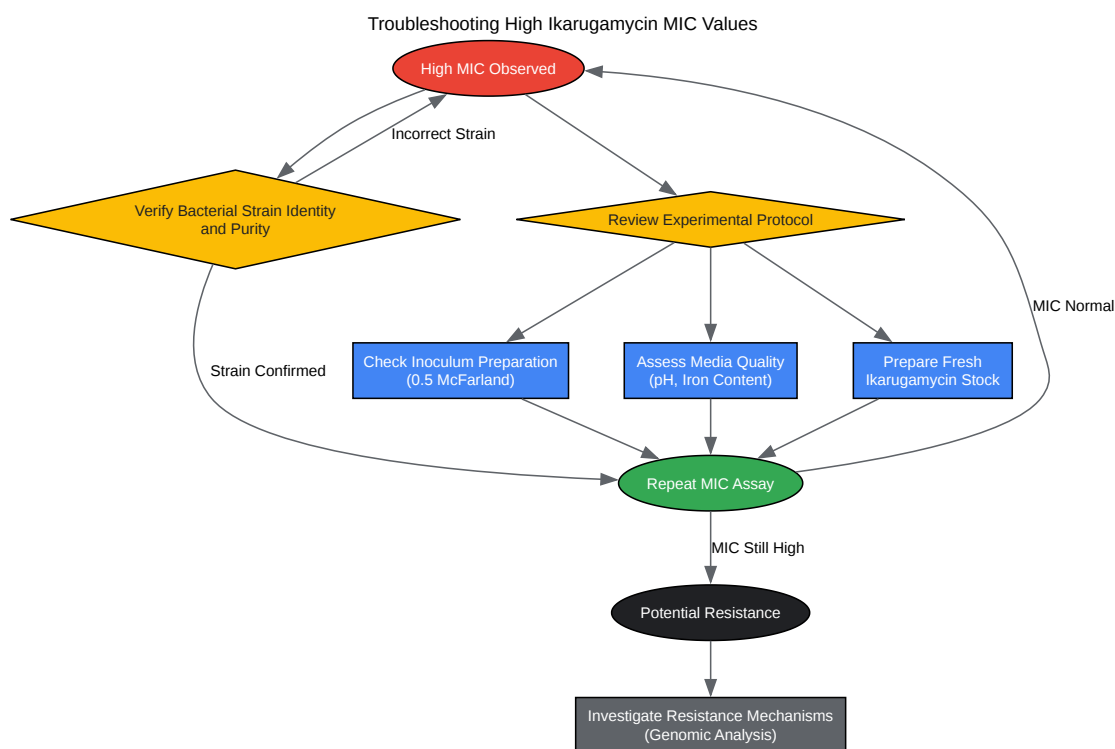 Troubleshooting High Ikarugamycin MIC Values
High MIC Observed
Incorrect Strain
Verify Bacterial Strain Identity
and Purity
Review Experimental Protocol
MIC Normal
Strain Confirmed
Check Inoculum Preparation
(0.5 McFarland)
Assess Media Quality
(pH, Iron Content)
Prepare Fresh
Ikarugamycin Stock
Repeat MIC Assay
MIC Still High
Potential Resistance
Investigate Resistance Mechanisms
(Genomic Analysis)